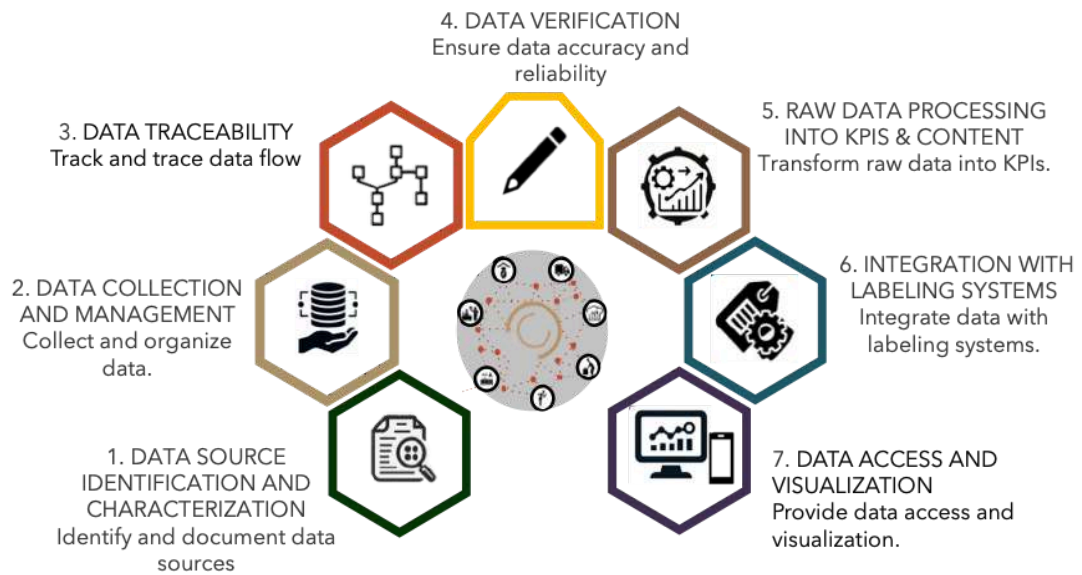 4. DATA VERIFICATION
Ensure data accuracy and
reliability
3. DATA TRACEABILITY
Track and trace data flow
5. RAW DATA PROCESSING
INTO KPIS & CONTENT
Transform raw data into KPIs.
2. DATA COLLECTION
AND MANAGEMENT
Collect and organize
data.
6. INTEGRATION WITH
LABELING SYSTEMS
Integrate data with
labeling systems.
1. DATA SOURCE
IDENTIFICATION AND
CHARACTERIZATION
Identify and document data
sources
7. DATA ACCESS AND
VISUALIZATION
Provide data access and
visualization.